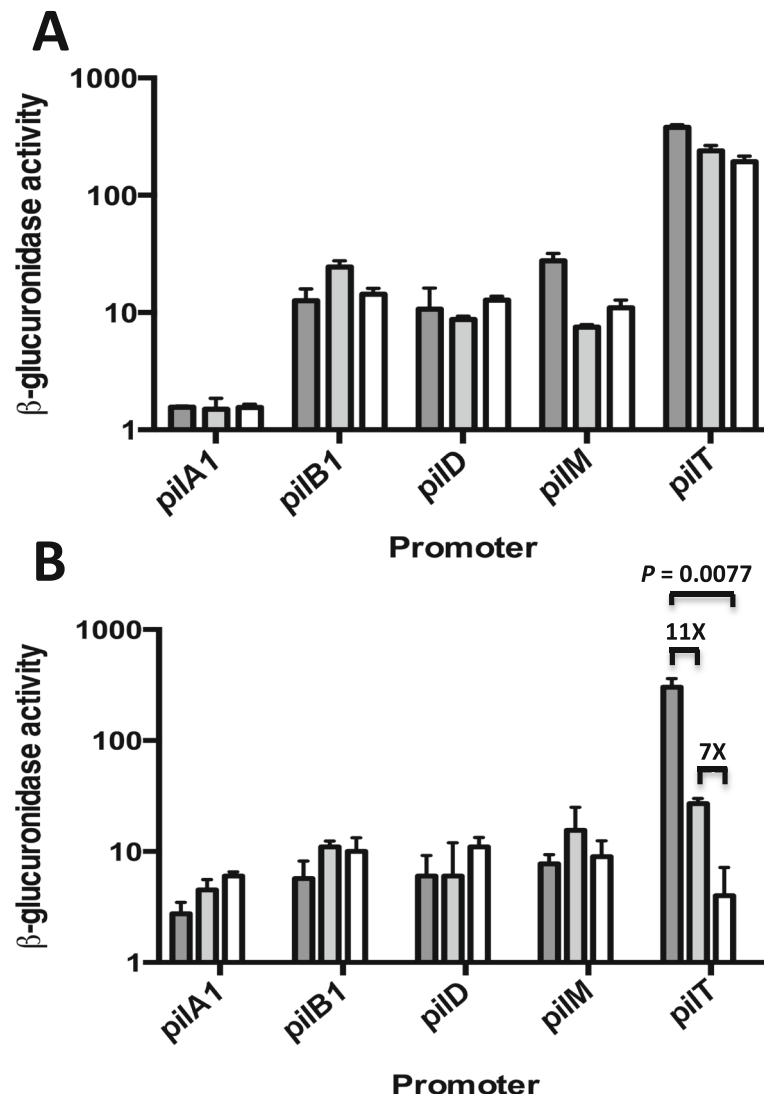 A
β-glucuronidase activity
1000
100
10
1
pilA1
pilB1
pilD
pilM
pilT
Promoter
B
P = 0.0077
11X
7X
β-glucuronidase activity
1000
100
10
1
pilA1
pilB1
pilD
pilM
pilT
Promoter